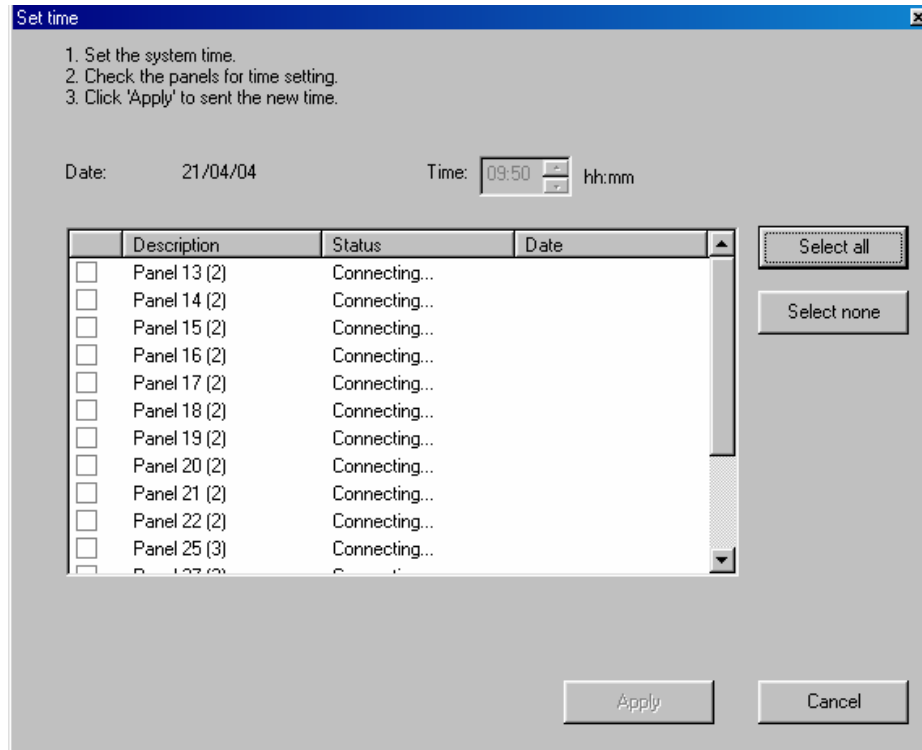 Set time
1. Set the system time.
2. Check the panels for time setting.
3. Click 'Apply' to sent the new time.
Date: 21/04/04 Time: 09:50 hh:mm
Description Status Date
Select all
Panel 13 (2) Connecting...
Panel 14 (2) Connecting...
Select none
Panel 15 (2) Connecting...
Panel 16 (2) Connecting...
Panel 17 (2) Connecting...
Panel 18 (2) Connecting...
Panel 19 (2) Connecting...
Panel 20 (2) Connecting...
Panel 21 (2) Connecting...
Panel 22 (2) Connecting...
Panel 25 (3) Connecting...
Apply Cancel